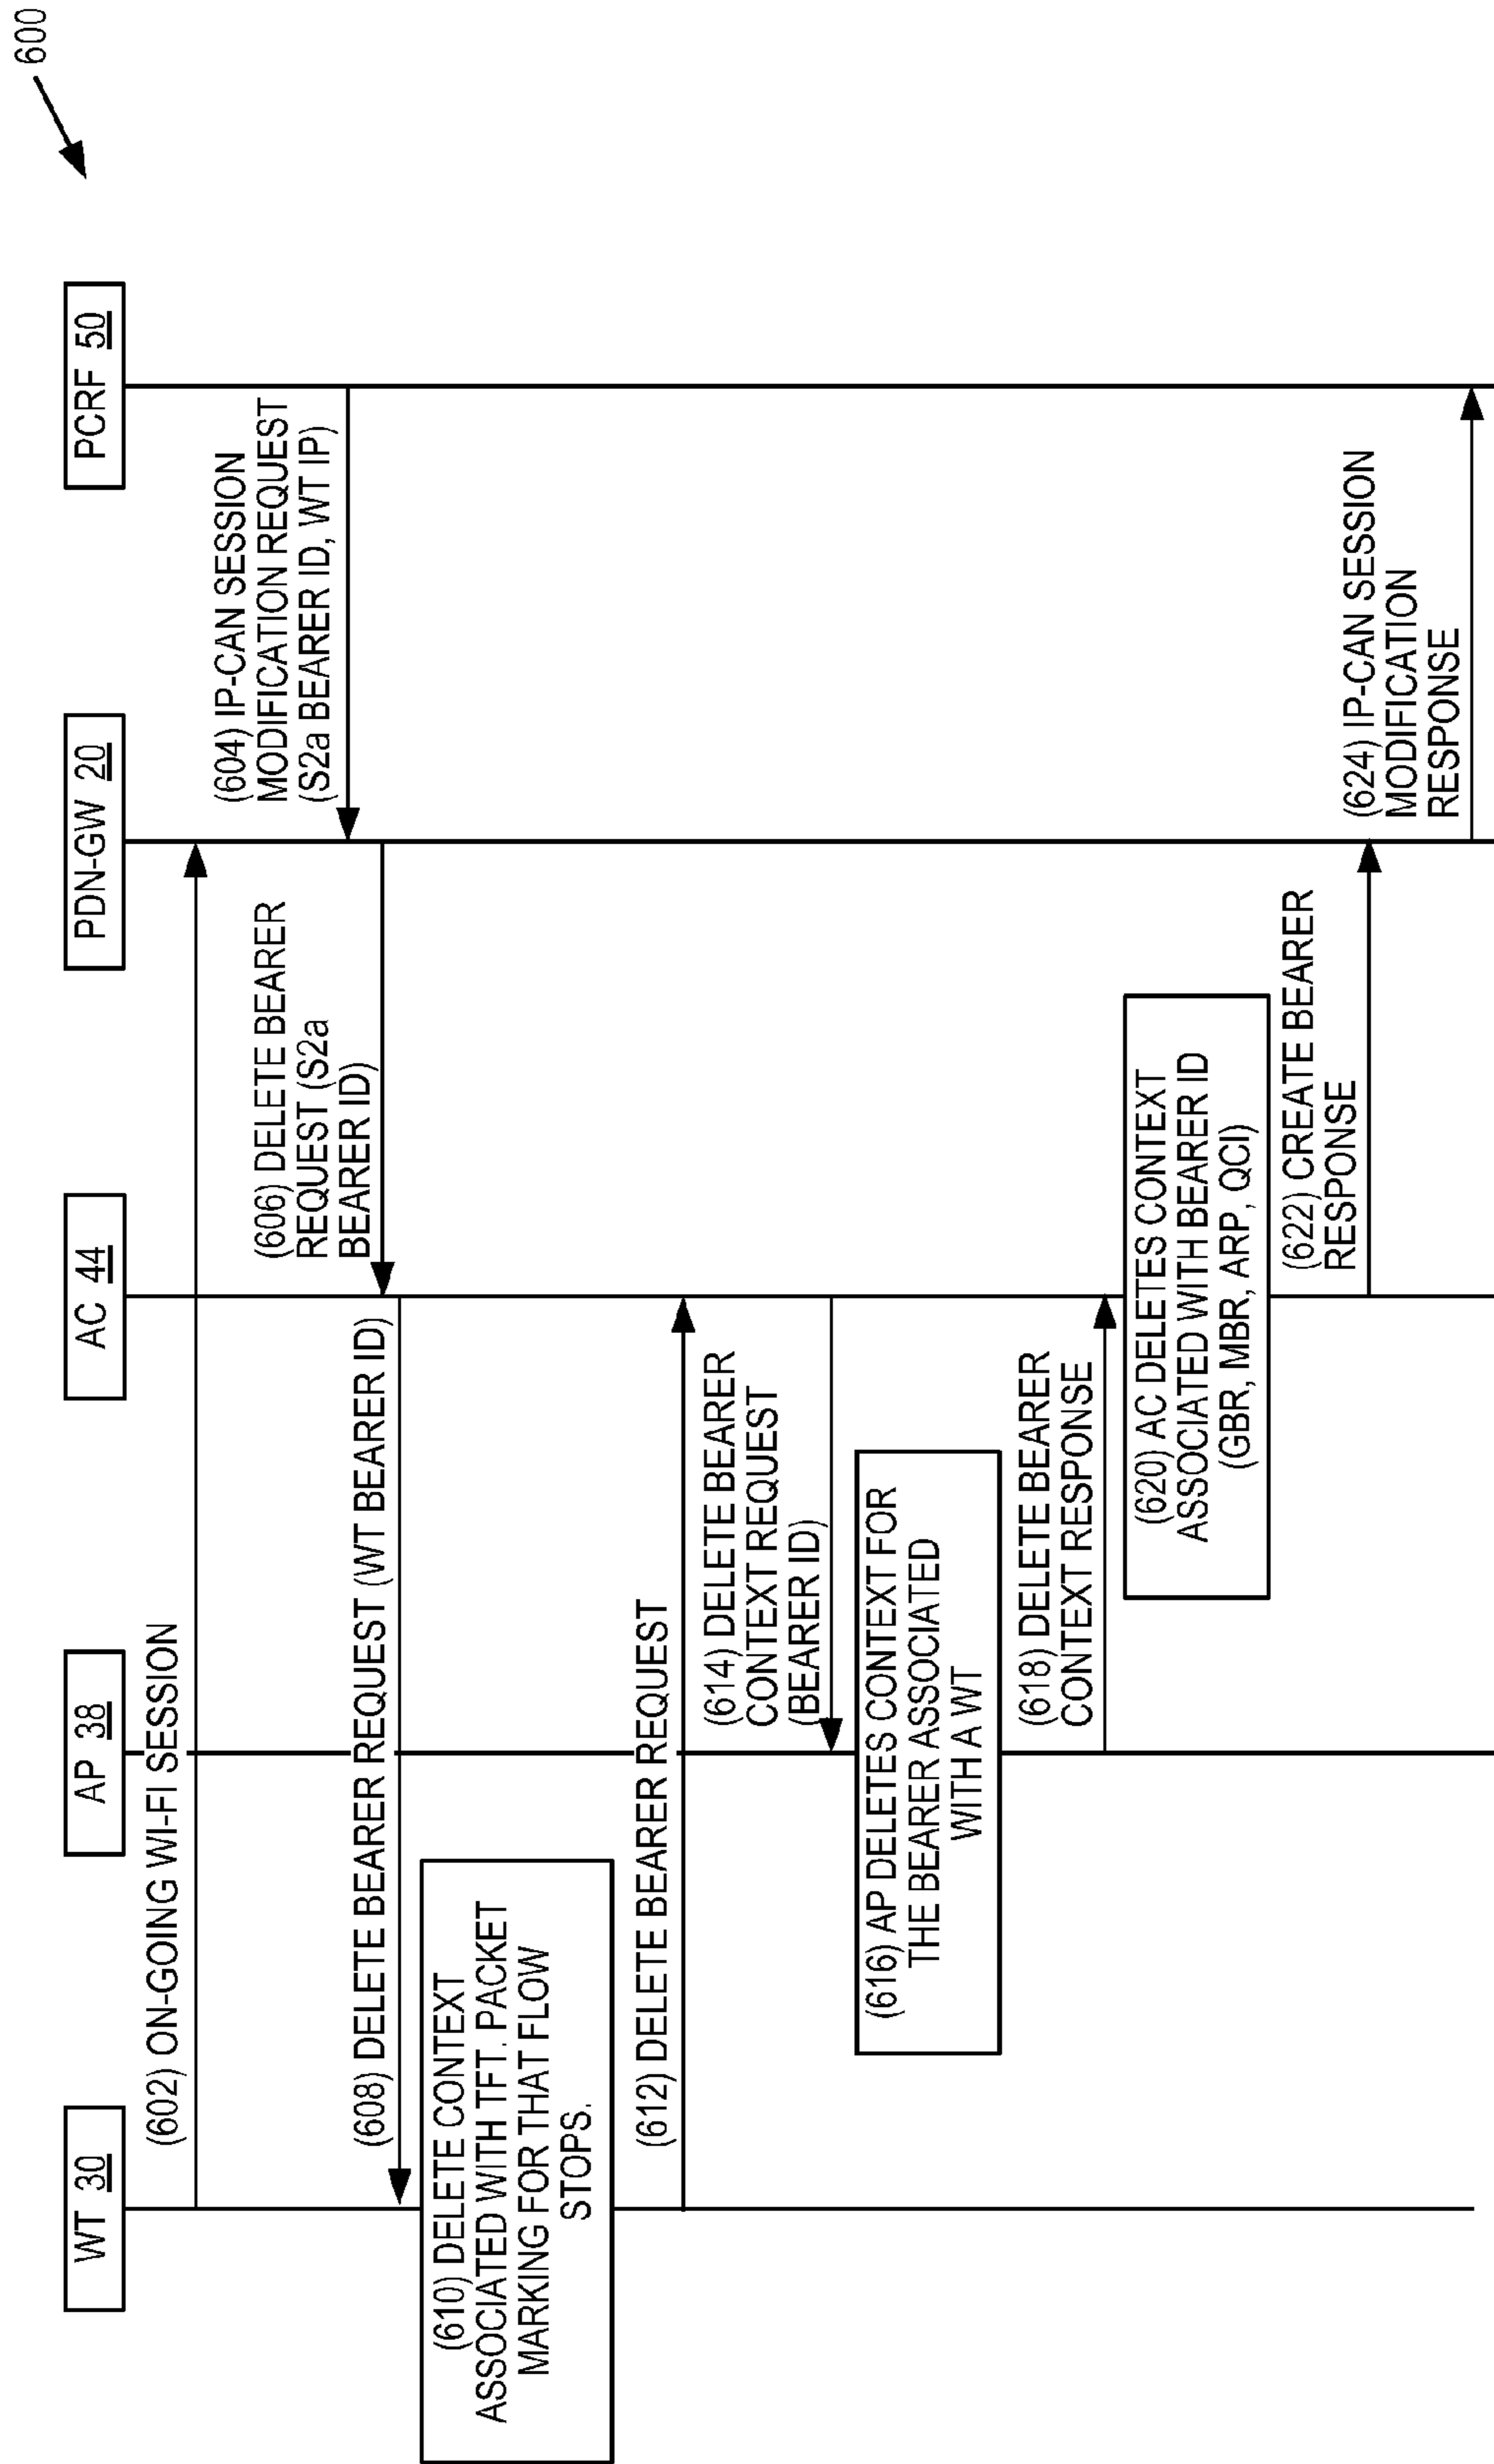 600
WT 30
AP 38
AC 44
PDN-GW 20
PCRF 50
(602) ON-GOING WI-FI SESSION
(604) IP-CAN SESSION
MODIFICATION REQUEST
(S2a BEARER ID, WT IP)
(606) DELETE BEARER
REQUEST (S2a
BEARER ID)
(608) DELETE BEARER REQUEST (WT BEARER ID)
(610) DELETE CONTEXT
ASSOCIATED WITH TFT. PACKET
MARKING FOR THAT FLOW
STOPS.
(612) DELETE BEARER REQUEST
(614) DELETE BEARER
CONTEXT REQUEST
(BEARER ID)
(616) AP DELETES CONTEXT FOR
THE BEARER ASSOCIATED
WITH A WT
(618) DELETE BEARER
CONTEXT RESPONSE
(620) AC DELETES CONTEXT
ASSOCIATED WITH BEARER ID
(GBR, MBR, ARP, QCI)
(622) CREATE BEARER
RESPONSE
(624) IP-CAN SESSION
MODIFICATION
RESPONSE